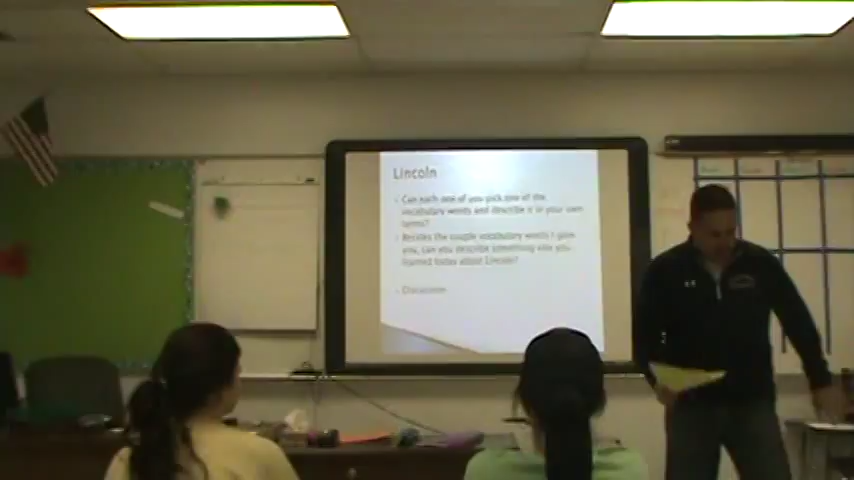 Lincoln
Can each one of you pick one of the
vocabulary words and describe it in your own
terms?
Besides the couple vocabulary words I gave
you, can you describe something else you
learned today about Lincoln?
Discussion